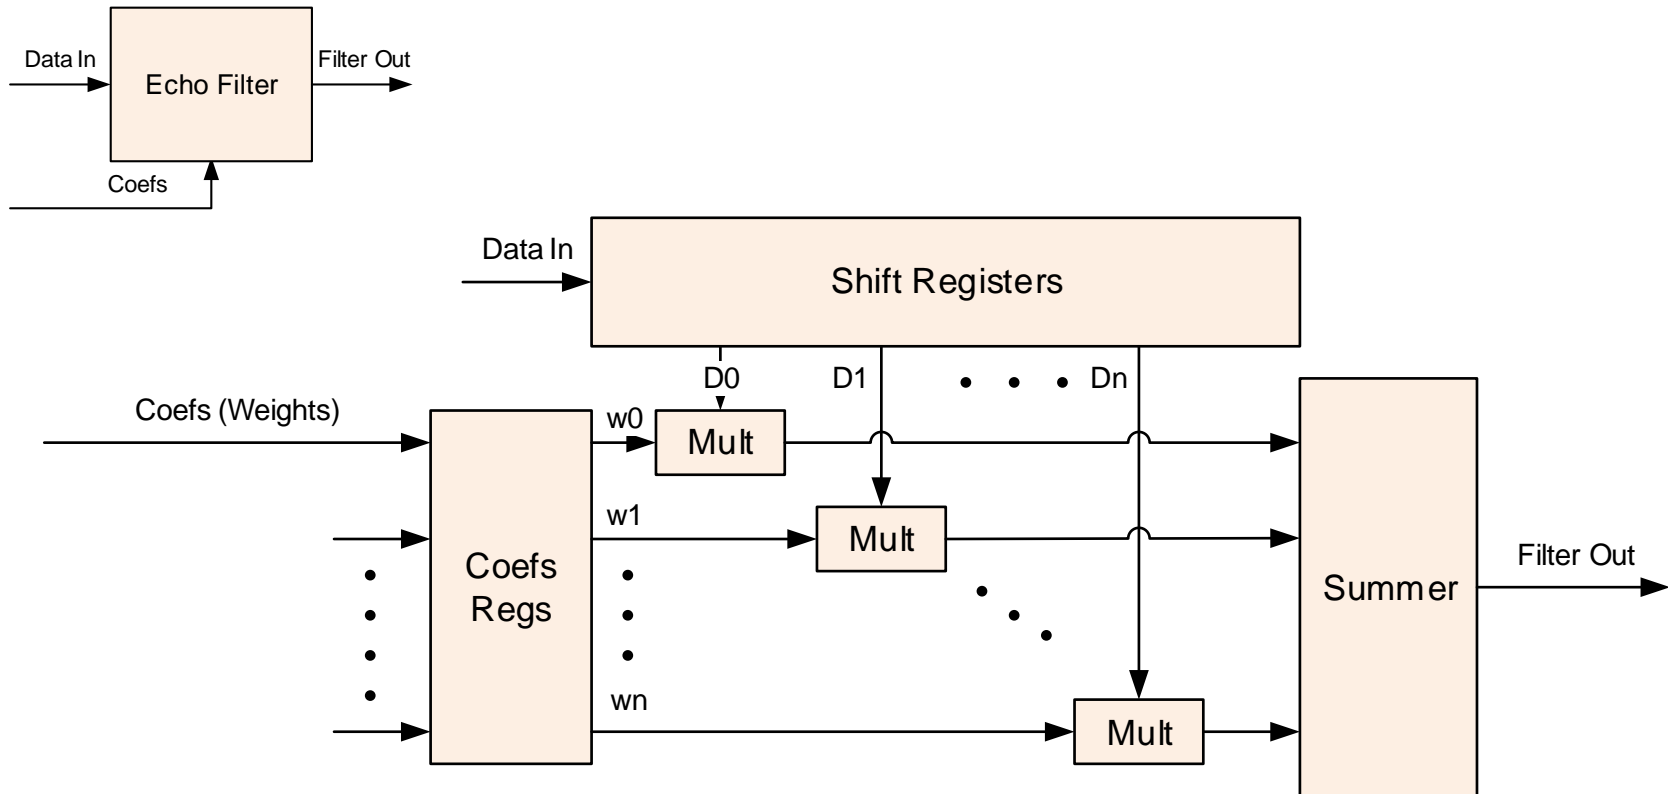 Data In
Echo Filter
Filter Out
Coefs
Data In
Shift Registers
D0
D1
Dn
Coefs (Weights)
w0
Mult
w1
Mult
Coefs
Regs
Filter Out
Summer
wn
Mult